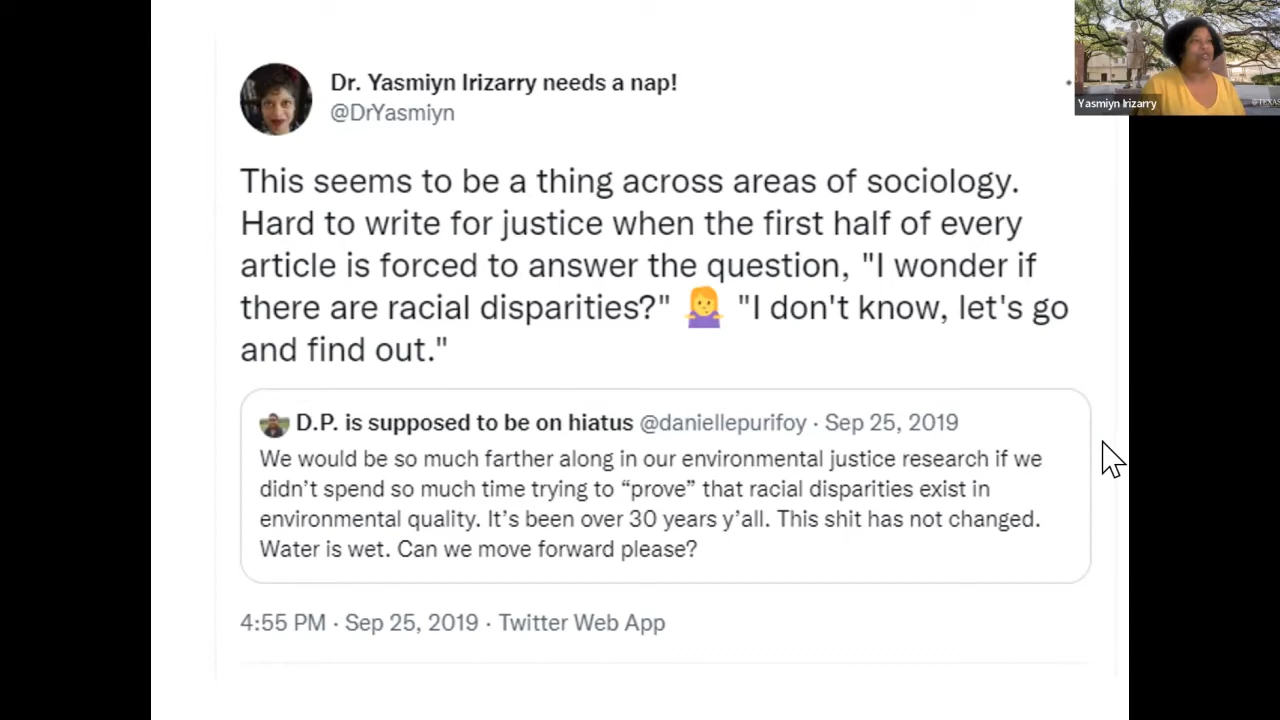 Dr. Yasmiyn Irizarry needs a nap!
@DrYasmiyn
This seems to be a thing across areas of sociology.
Hard to write for justice when the first half of every
article is forced to answer the question, "I wonder if
there are racial disparities?" 🤷‍♀️ "I don't know, let's go
and find out."
D.P. is supposed to be on hiatus @daniellepurifoy · Sep 25, 2019
We would be so much farther along in our environmental justice research if we
didn’t spend so much time trying to “prove” that racial disparities exist in
environmental quality. It’s been over 30 years y’all. This shit has not changed.
Water is wet. Can we move forward please?
4:55 PM · Sep 25, 2019 · Twitter Web App
Yasmiyn Irizarry
@TEXAS